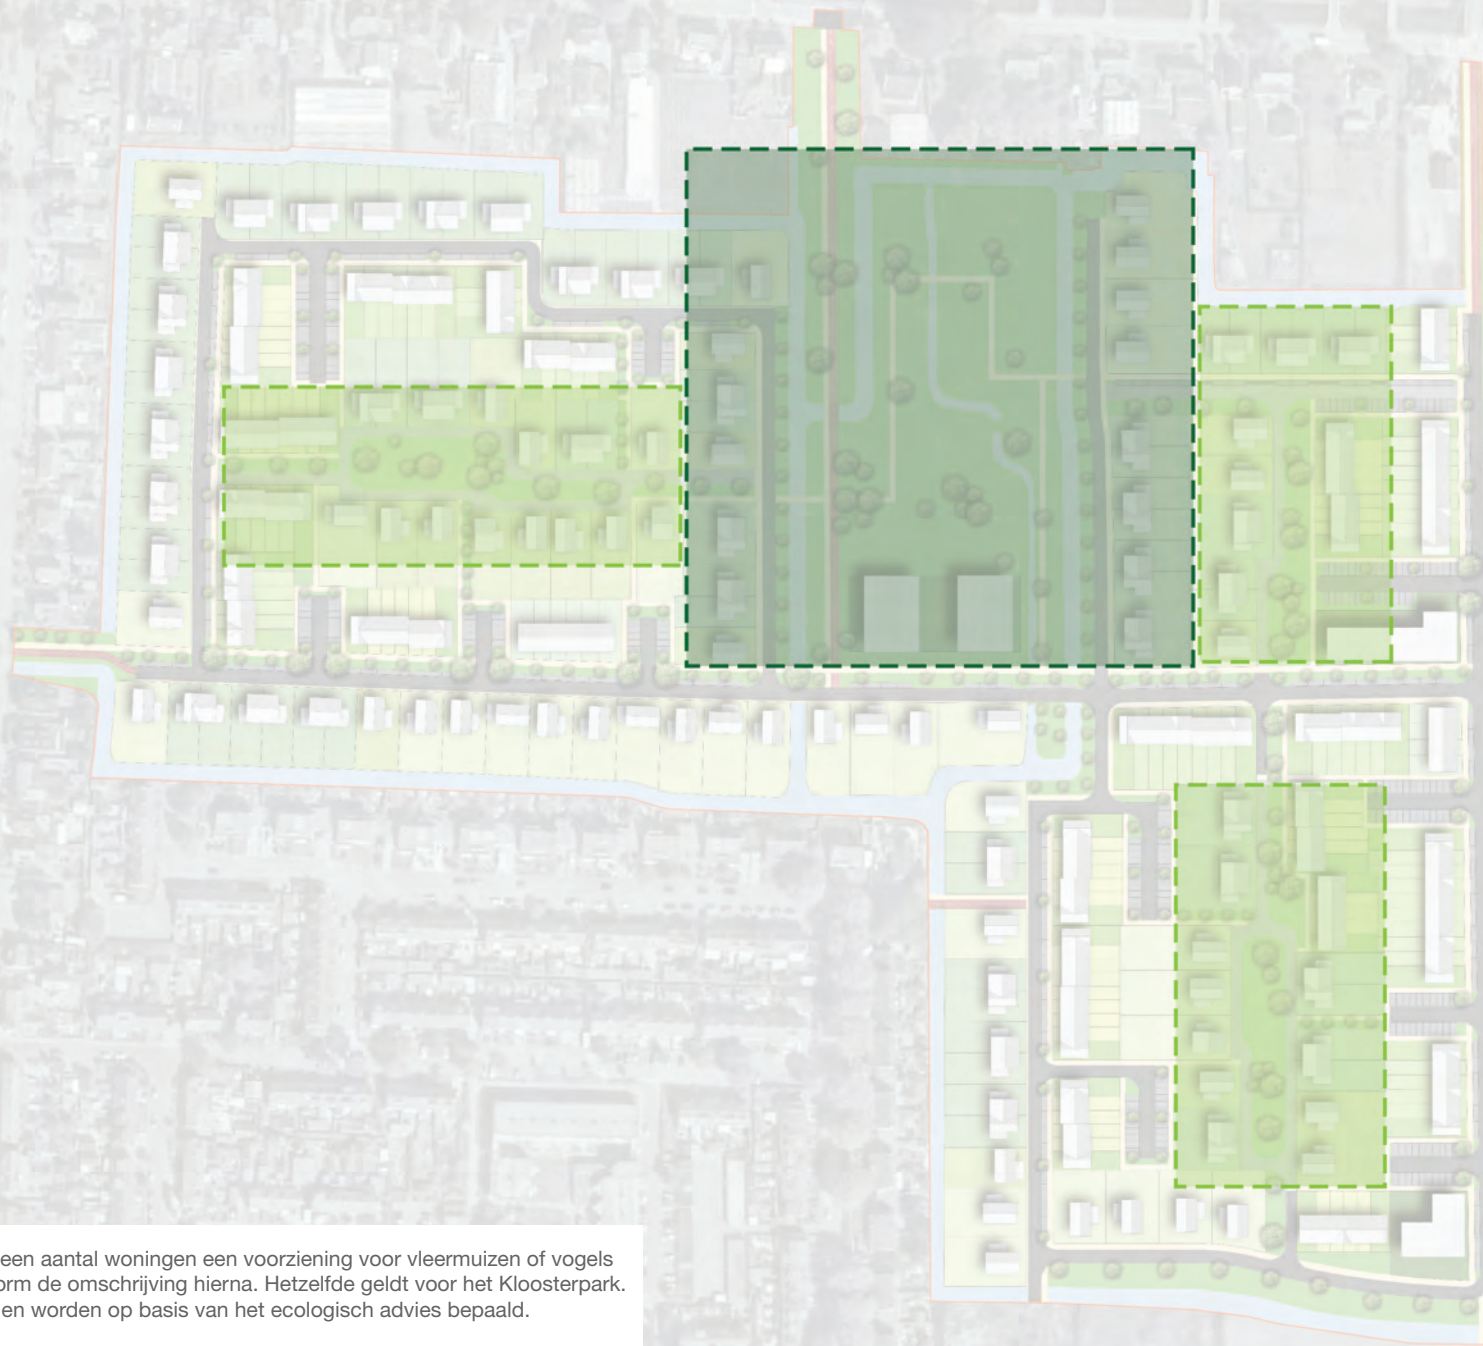 een aantal woningen een voorziening voor vleermuizen of vogels
orm de omschrijving hierna. Hetzelfde geldt voor het Kloosterpark.
en worden op basis van het ecologisch advies bepaald.